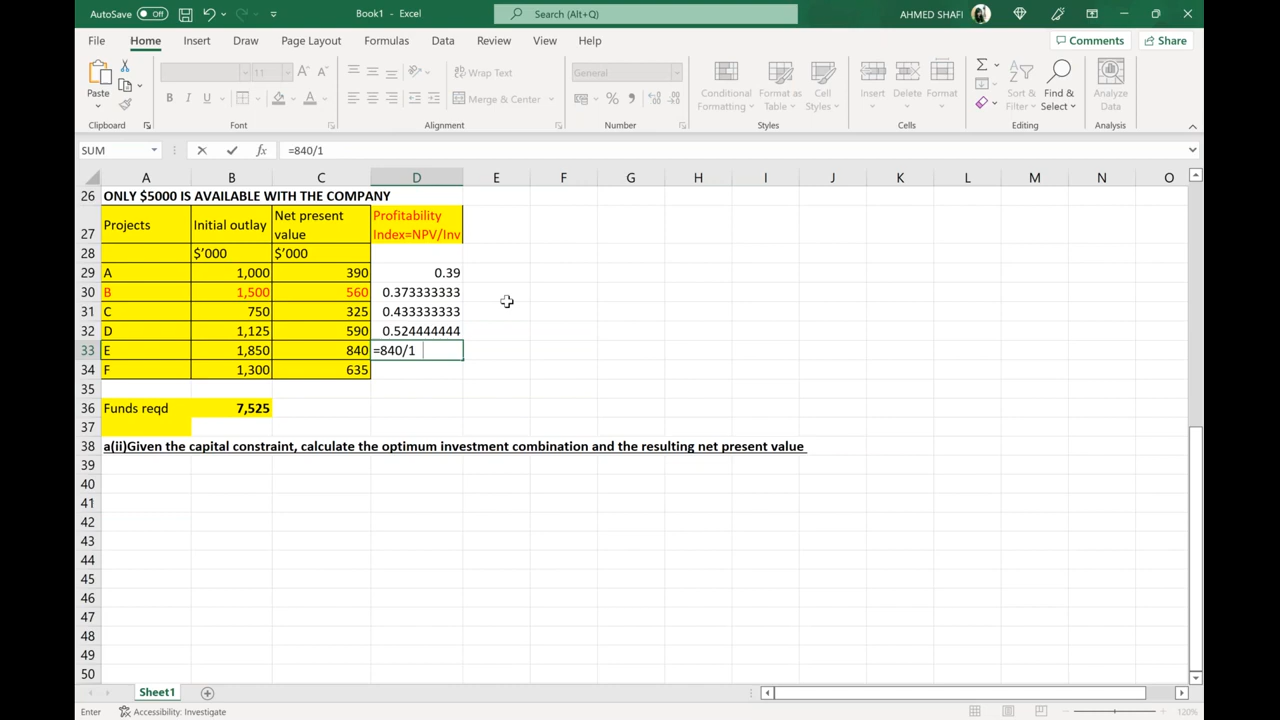 AutoSave Off Book1 - Excel Search (Alt+Q) AHMED SHAFI
File Home Insert Draw Page Layout Formulas Data Review View Help Comments Share
Paste 11 A A Wrap Text General Conditional Formatting Format as Table Cell Styles Insert Delete Format Sort & Filter Find & Select Analyze Data
B I U A Merge & Center % ,
Clipboard Font Alignment Number Styles Cells Editing Analysis
SUM fx =840/1
A B C D E F G H I J K L M N O
26 ONLY $5000 IS AVAILABLE WITH THE COMPANY
27 Projects Initial outlay Net present value Profitability Index=NPV/Inv
28 $’000 $’000
29 A 1,000 390 0.39
30 B 1,500 560 0.373333333
31 C 750 325 0.433333333
32 D 1,125 590 0.524444444
33 E 1,850 840 =840/1
34 F 1,300 635
35
36 Funds reqd 7,525
37
38 a(ii)Given the capital constraint, calculate the optimum investment combination and the resulting net present value
39
40
41
42
43
44
45
46
47
48
49
50
Sheet1
Enter Accessibility: Investigate 120%